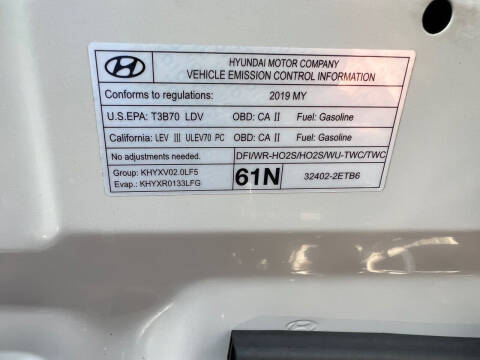 HYUNDAI MOTOR COMPANY
VEHICLE EMISSION CONTROL INFORMATION
Conforms to regulations: 2019 MY
U.S.EPA: T3B70 LDV OBD: CA II Fuel: Gasoline
California: LEV III ULEV70 PC OBD: CA II Fuel: Gasoline
No adjustments needed. DFI/WR-HO2S/HO2S/WU-TWC/TWC
Group: KHYXV02.0LF5
Evap.: KHYXR0133LFG
61N 32402-2ETB6